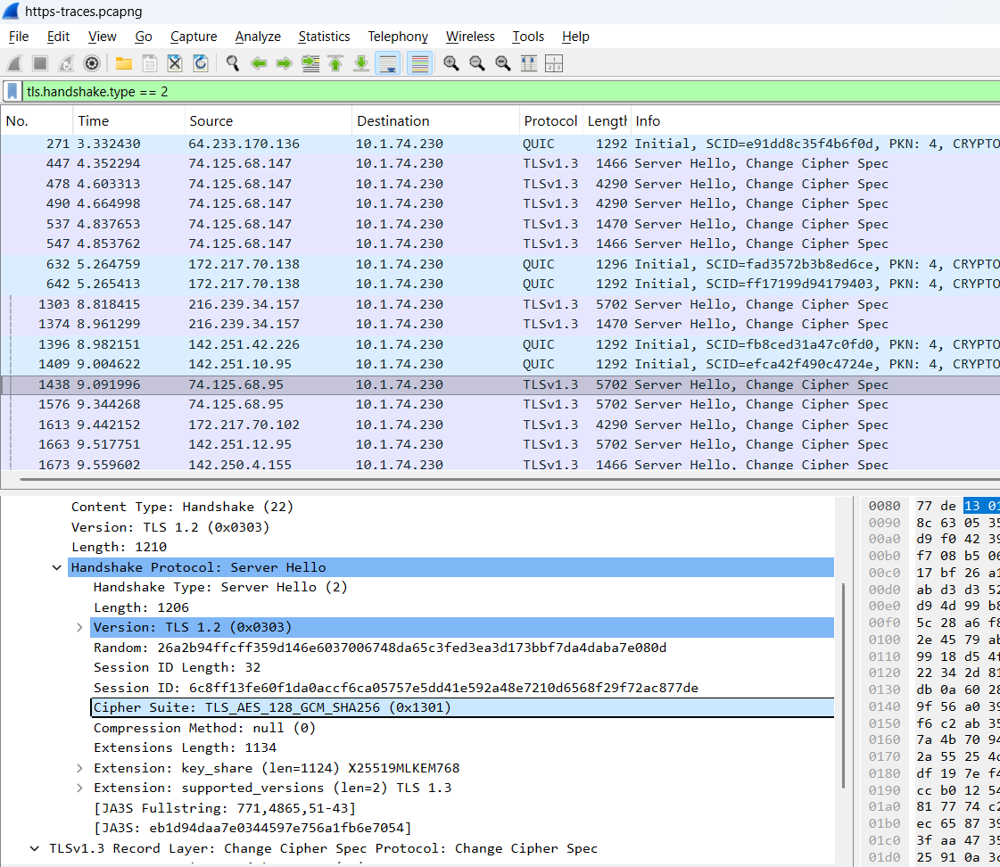 https-traces.pcapng
File Edit View Go Capture Analyze Statistics Telephony Wireless Tools Help
tls.handshake.type == 2
No. Time Source Destination Protocol Length Info
271 3.332430 64.233.170.136 10.1.74.230 QUIC 1292 Initial, SCID=e91dd8c35f4b6f0d, PKN: 4, CRYPTO
447 4.352294 74.125.68.147 10.1.74.230 TLSv1.3 1466 Server Hello, Change Cipher Spec
478 4.603313 74.125.68.147 10.1.74.230 TLSv1.3 4290 Server Hello, Change Cipher Spec
490 4.664998 74.125.68.147 10.1.74.230 TLSv1.3 4290 Server Hello, Change Cipher Spec
537 4.837653 74.125.68.147 10.1.74.230 TLSv1.3 1470 Server Hello, Change Cipher Spec
547 4.853762 74.125.68.147 10.1.74.230 TLSv1.3 1466 Server Hello, Change Cipher Spec
632 5.264759 172.217.70.138 10.1.74.230 QUIC 1296 Initial, SCID=fad3572b3b8ed6ce, PKN: 4, CRYPTO
642 5.265413 172.217.70.138 10.1.74.230 QUIC 1292 Initial, SCID=ff17199d94179403, PKN: 4, CRYPTO
1303 8.818415 216.239.34.157 10.1.74.230 TLSv1.3 5702 Server Hello, Change Cipher Spec
1374 8.961299 216.239.34.157 10.1.74.230 TLSv1.3 1470 Server Hello, Change Cipher Spec
1396 8.982151 142.251.42.226 10.1.74.230 QUIC 1292 Initial, SCID=fb8ced31a47c0fd0, PKN: 4, CRYPTO
1409 9.004622 142.251.10.95 10.1.74.230 QUIC 1292 Initial, SCID=efca42f490c4724e, PKN: 4, CRYPTO
1438 9.091996 74.125.68.95 10.1.74.230 TLSv1.3 5702 Server Hello, Change Cipher Spec
1576 9.344268 74.125.68.95 10.1.74.230 TLSv1.3 5702 Server Hello, Change Cipher Spec
1613 9.442152 172.217.70.102 10.1.74.230 TLSv1.3 4290 Server Hello, Change Cipher Spec
1663 9.517751 142.251.12.95 10.1.74.230 TLSv1.3 5702 Server Hello, Change Cipher Spec
1673 9.559602 142.250.4.155 10.1.74.230 TLSv1.3 1466 Server Hello, Change Cipher Spec
Content Type: Handshake (22)
Version: TLS 1.2 (0x0303)
Length: 1210
Handshake Protocol: Server Hello
Handshake Type: Server Hello (2)
Length: 1206
Version: TLS 1.2 (0x0303)
Random: 26a2b94ffcff359d146e6037006748da65c3fed3ea3d173bbf7da4daba7e080d
Session ID Length: 32
Session ID: 6c8ff13fe60f1da0accf6ca05757e5dd41e592a48e7210d6568f29f72ac877de
Cipher Suite: TLS_AES_128_GCM_SHA256 (0x1301)
Compression Method: null (0)
Extensions Length: 1134
Extension: key_share (len=1124) X25519MLKEM768
Extension: supported_versions (len=2) TLS 1.3
[JA3S Fullstring: 771,4865,51-43]
[JA3S: eb1d94daa7e0344597e756a1fb6e7054]
TLSv1.3 Record Layer: Change Cipher Spec Protocol: Change Cipher Spec
0080 77 de 13 01
0090 8c 63 05 35
00a0 d9 f0 42 39
00b0 f7 08 b5 06
00c0 17 bf 26 a1
00d0 ab d3 d3 52
00e0 d9 4d 99 b8
00f0 5c 28 a6 f8
0100 2e 45 79 ab
0110 99 18 d5 4f
0120 22 34 2d 81
0130 db 0a 60 28
0140 9f 56 a0 39
0150 f6 c2 ab 35
0160 7a 4b 70 94
0170 2a 55 25 4d
0180 df 19 7e f4
0190 cc b0 12 54
01a0 81 77 74 c2
01b0 ec 65 87 39
01c0 3f aa 47 35
01d0 25 91 0a 3d